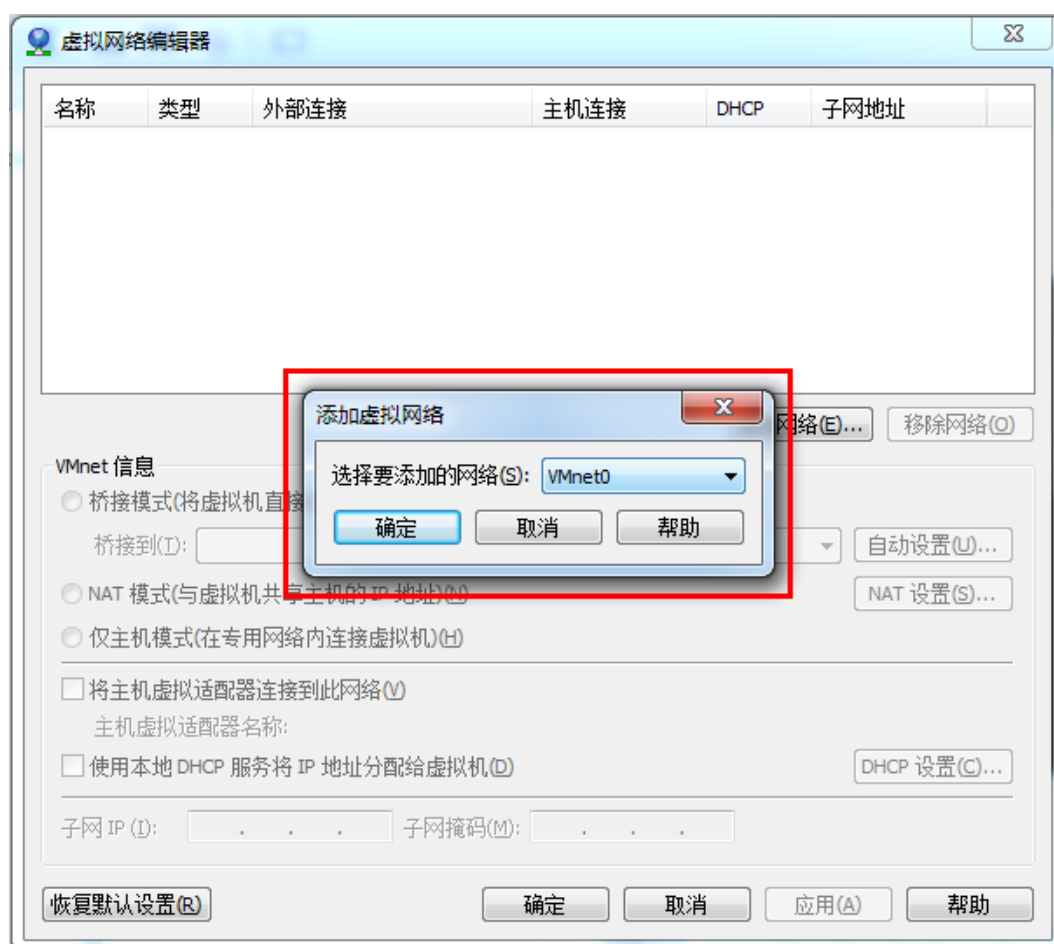 虚拟网络编辑器
名称 类型 外部连接 主机连接 DHCP 子网地址
添加虚拟网络
选择要添加的网络(S): VMnet0
确定 取消 帮助
网络(E)... 移除网络(O)
VMnet 信息
桥接模式(将虚拟机直接
桥接到(T): 自动设置(U)...
NAT 模式(与虚拟机共享主机的 IP 地址)(N) NAT 设置(S)...
仅主机模式(在专用网络内连接虚拟机)(H)
将主机虚拟适配器连接到此网络(V)
主机虚拟适配器名称:
使用本地 DHCP 服务将 IP 地址分配给虚拟机(D) DHCP 设置(C)...
子网 IP (I): . . . 子网掩码(M): . . .
恢复默认设置(R) 确定 取消 应用(A) 帮助